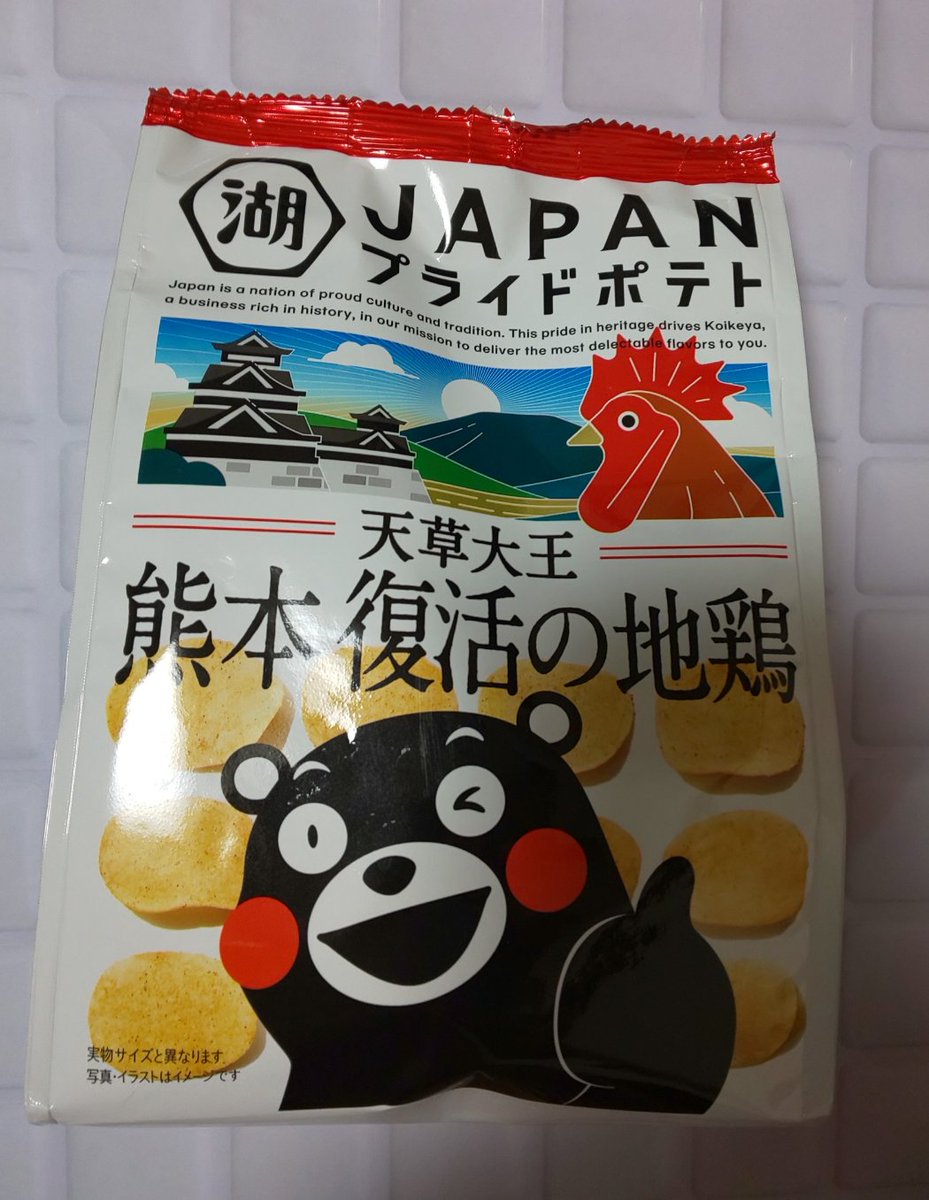 湖
JAPAN
プライドポテト
Japan is a nation of proud culture and tradition. This pride in heritage drives Koikeya,
a business rich in history, in our mission to deliver the most delectable flavors to you.
天草大王
熊本 復活の地鶏
実物サイズと異なります
写真・イラストはイメージです